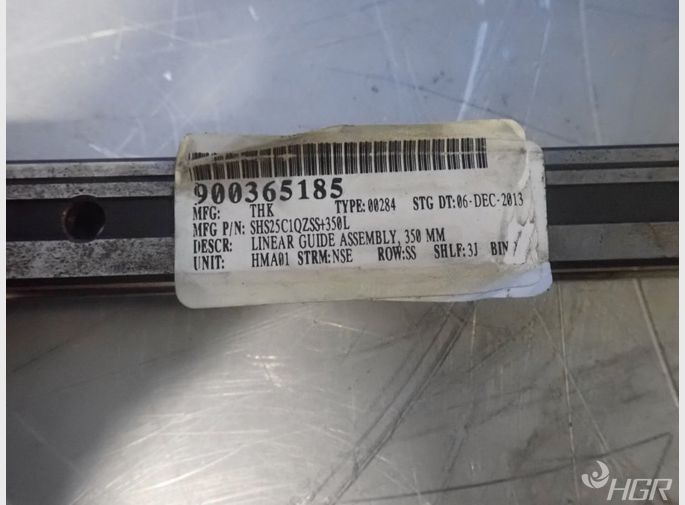 900365185
MFG: THK TYPE:00284 STG DT:06-DEC-2013
MFG P/N: SHS25C1QZSS+350L
DESCR: LINEAR GUIDE ASSEMBLY, 350 MM
UNIT: HMA01 STRM:NSE ROW:SS SHLF:3J BIN
HGR